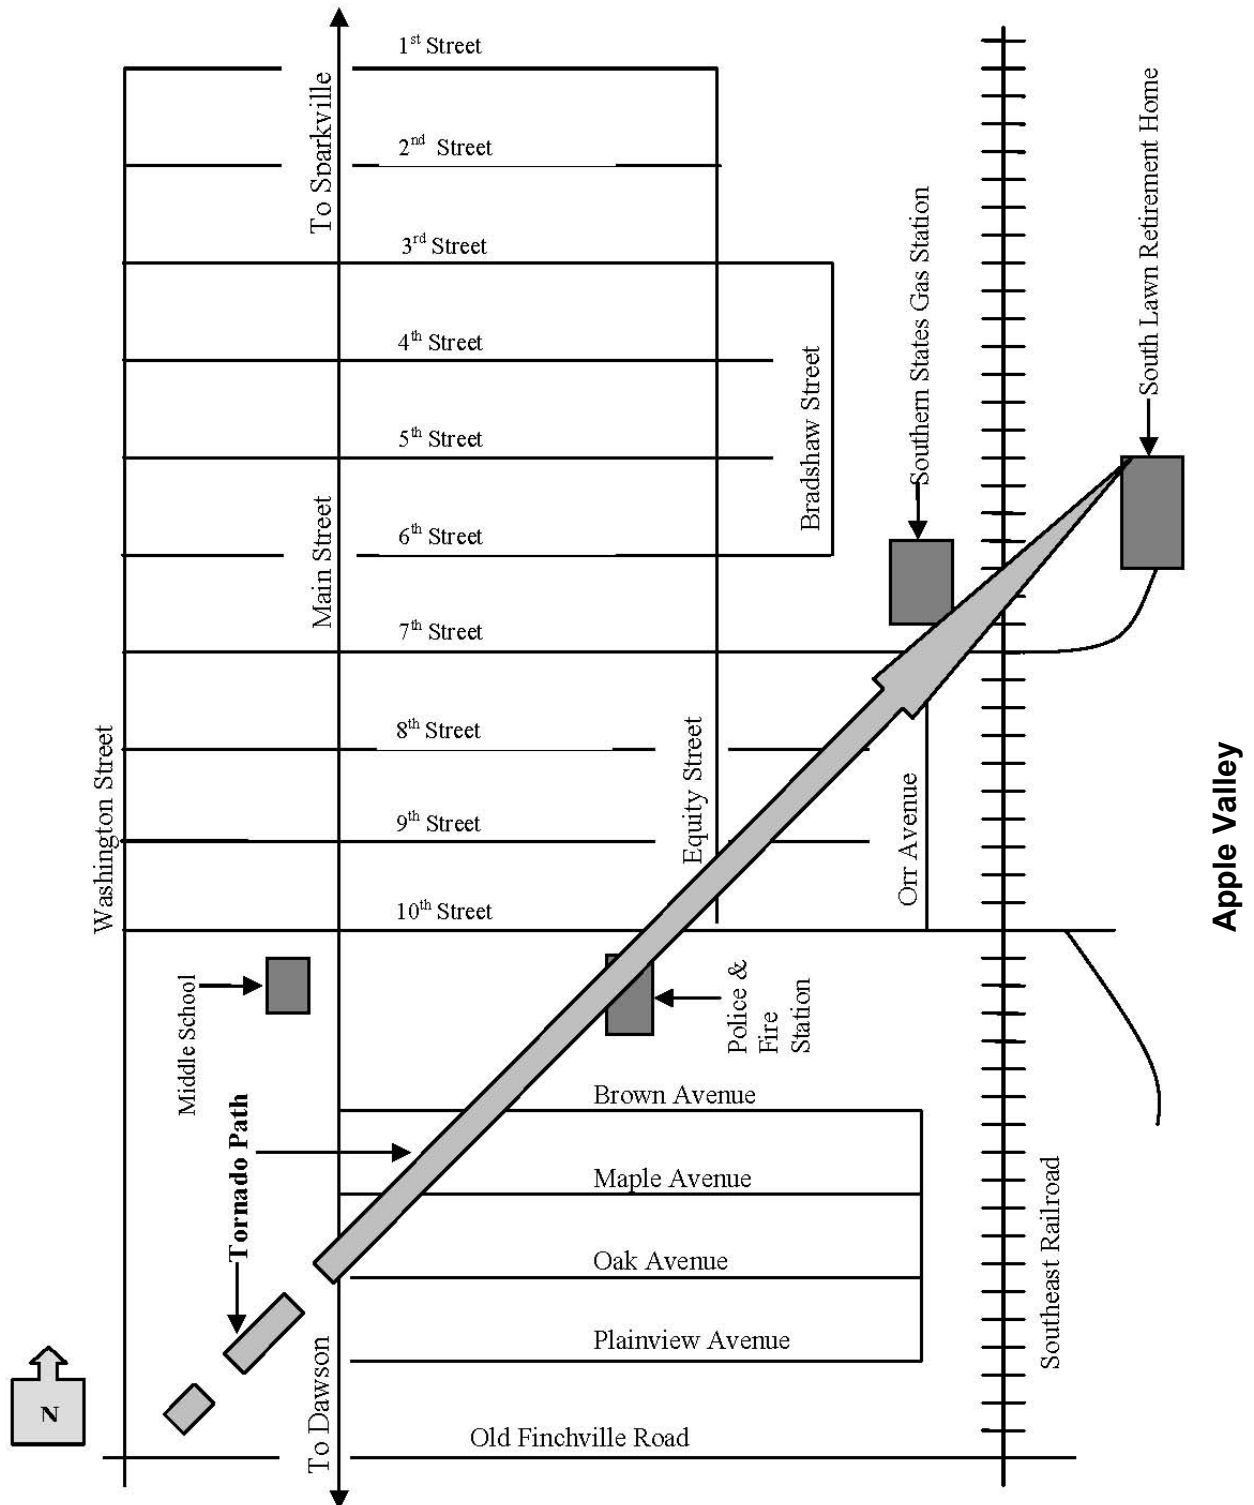 1st Street
To Sparkville
2nd Street
3rd Street
4th Street
5th Street
6th Street
7th Street
8th Street
9th Street
10th Street
Main Street
Washington Street
Equity Street
Bradshaw Street
Orr Avenue
Southern States Gas Station
South Lawn Retirement Home
Apple Valley
Middle School
Police &
Fire
Station
Tornado Path
Brown Avenue
Maple Avenue
Oak Avenue
Plainview Avenue
Old Finchville Road
To Dawson
Southeast Railroad
N